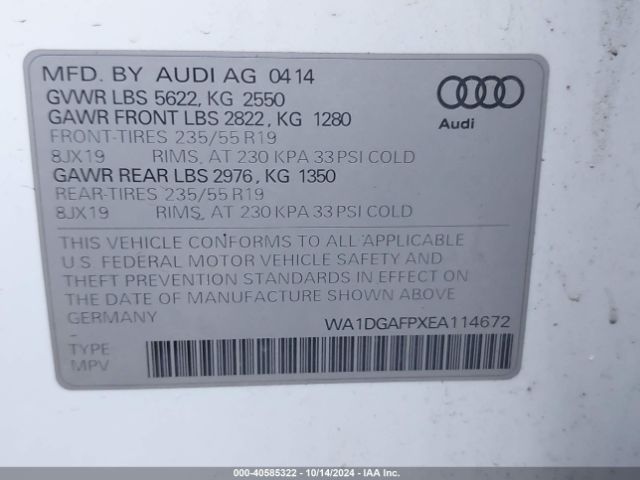 MFD. BY AUDI AG 0414
GVWR LBS 5622, KG 2550
GAWR FRONT LBS 2822, KG 1280
FRONT-TIRES 235/55 R19
8JX19 RIMS, AT 230 KPA 33 PSI COLD
GAWR REAR LBS 2976, KG 1350
REAR-TIRES 235/55 R19
8JX19 RIMS, AT 230 KPA 33 PSI COLD
Audi
THIS VEHICLE CONFORMS TO ALL APPLICABLE
U.S. FEDERAL MOTOR VEHICLE SAFETY AND
THEFT PREVENTION STANDARDS IN EFFECT ON
THE DATE OF MANUFACTURE SHOWN ABOVE
GERMANY
WA1DGAFPXEA114672
-
TYPE
MPV
000-40585322 - 10/14/2024 - IAA Inc.